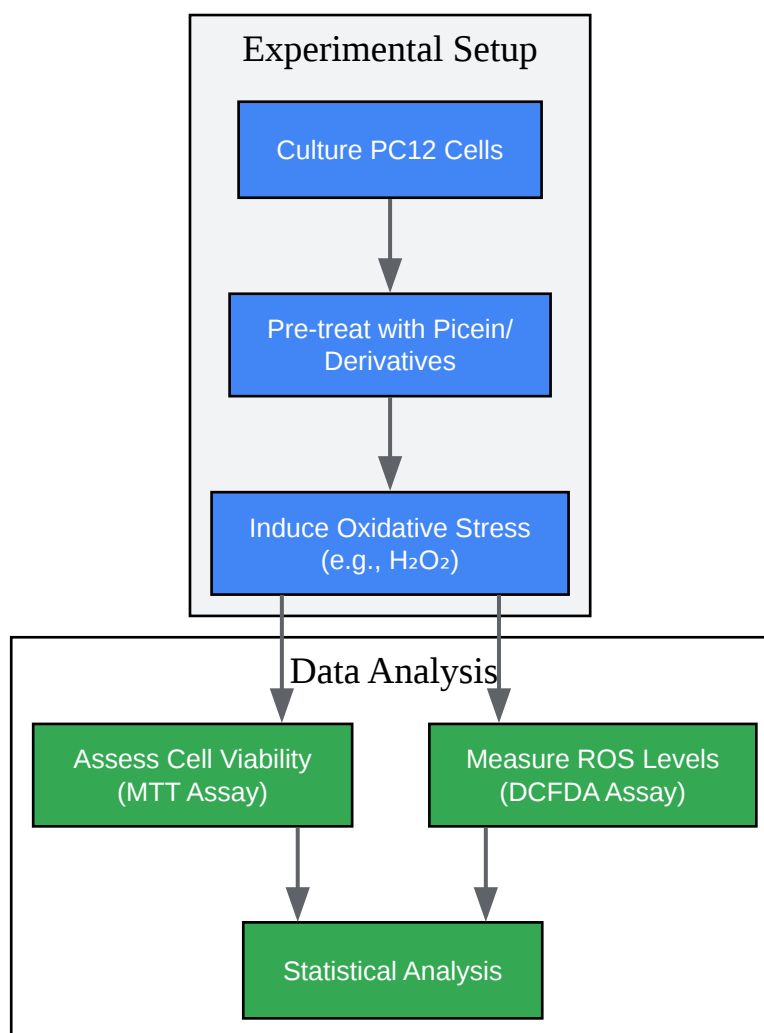 Experimental Setup
Culture PC12 Cells
Pre-treat with Picein/
Derivatives
Induce Oxidative Stress
(e.g., H₂O₂)
Data Analysis
Assess Cell Viability
(MTT Assay)
Measure ROS Levels
(DCFDA Assay)
Statistical Analysis